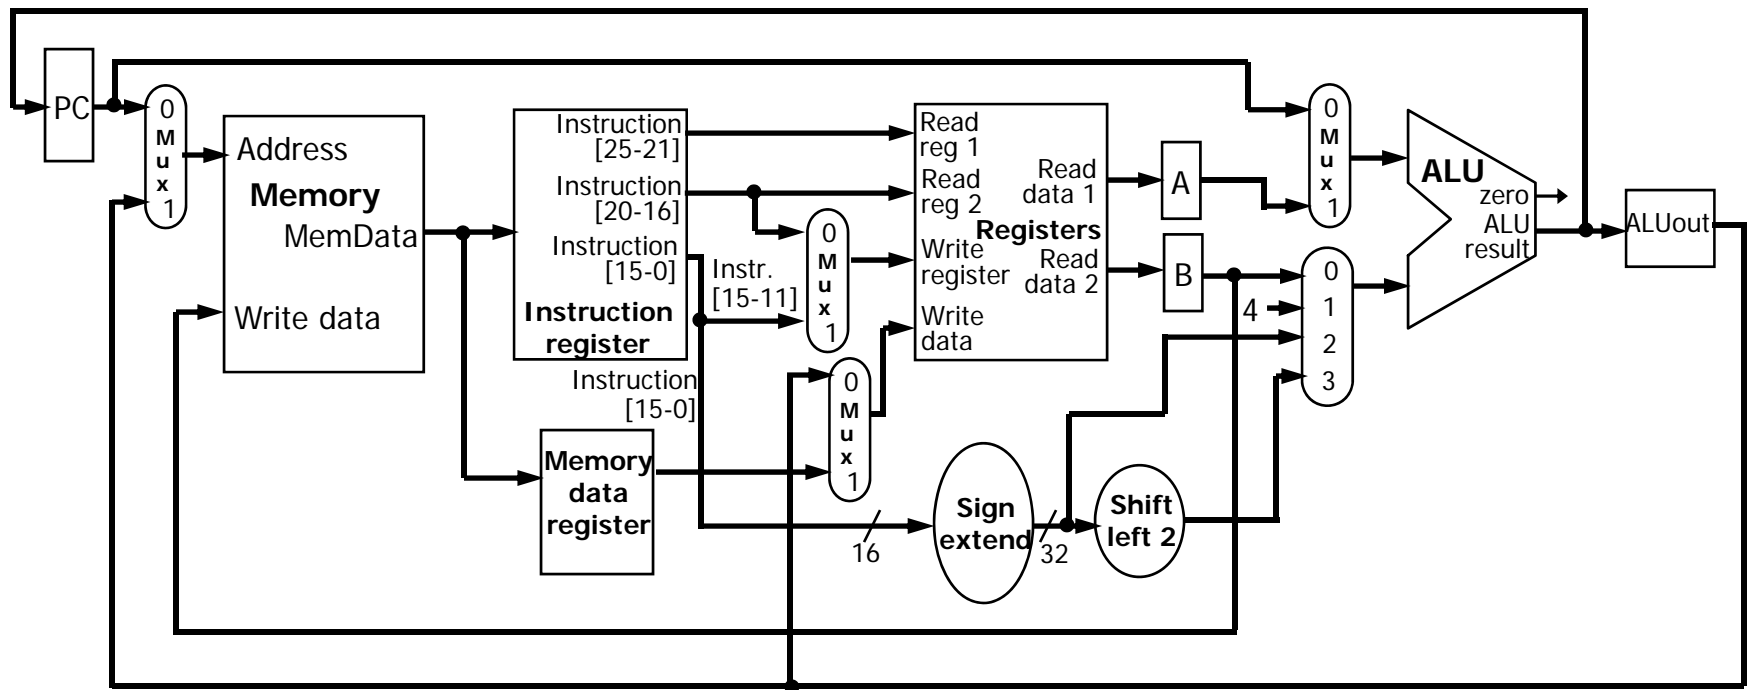 PC
0
M
u
x
1
Address
Memory
MemData
Write data
Instruction
[25-21]
Instruction
[20-16]
Instruction
[15-0]
Instruction
register
Instr.
[15-11]
0
M
u
x
1
Instruction
[15-0]
Memory
data
register
0
M
u
x
1
Read
reg 1
Read
reg 2
Registers
Write
register
Write
data
Read
data 1
Read
data 2
16
Sign
extend
32
Shift
left 2
A
B
4
0
M
u
x
1
0
1
2
3
ALU
zero
ALU
result
ALUout